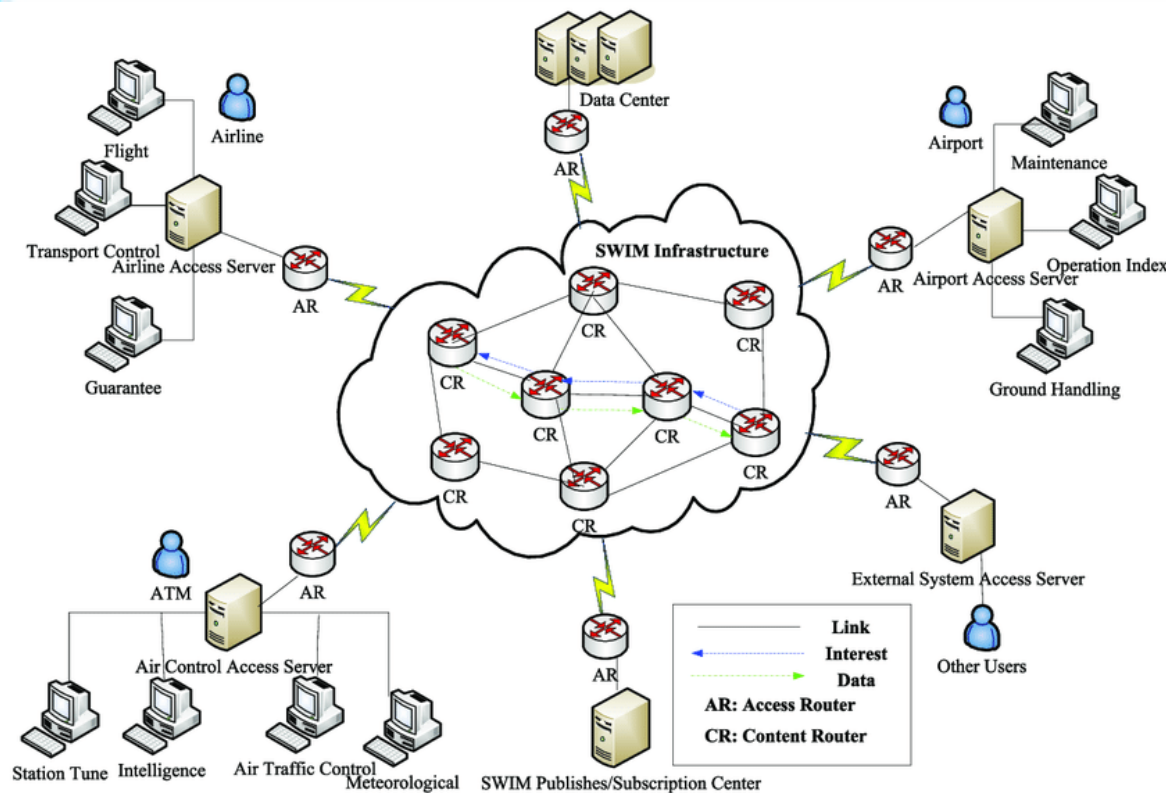 Data Center
AR
Flight
Airline
Transport Control
Airline Access Server
AR
Guarantee
Airport
Maintenance
Operation Index
Airport Access Server
AR
Ground Handling
SWIM Infrastructure
CR
CR
CR
CR
CR
CR
CR
CR
AR
External System Access Server
Other Users
ATM
AR
Air Control Access Server
Station Tune
Intelligence
Air Traffic Control
Meteorological
AR
SWIM Publishes/Subscription Center
Link
Interest
Data
AR: Access Router
CR: Content Router